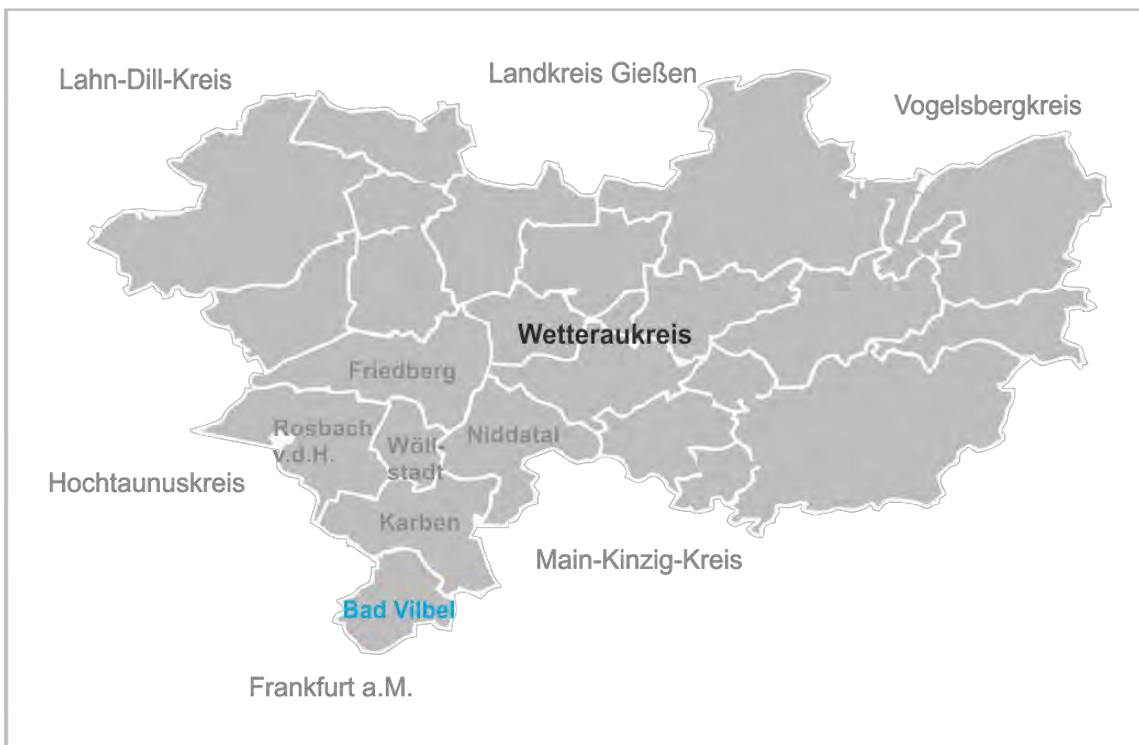 Lahn-Dill-Kreis
Landkreis Gießen
Vogelsbergkreis
Wetteraukreis
Friedberg
Rosbach
v.d.H.
Wöll-
stadt
Niddatal
Hochtaunuskreis
Karben
Main-Kinzig-Kreis
Bad Vilbel
Frankfurt a.M.